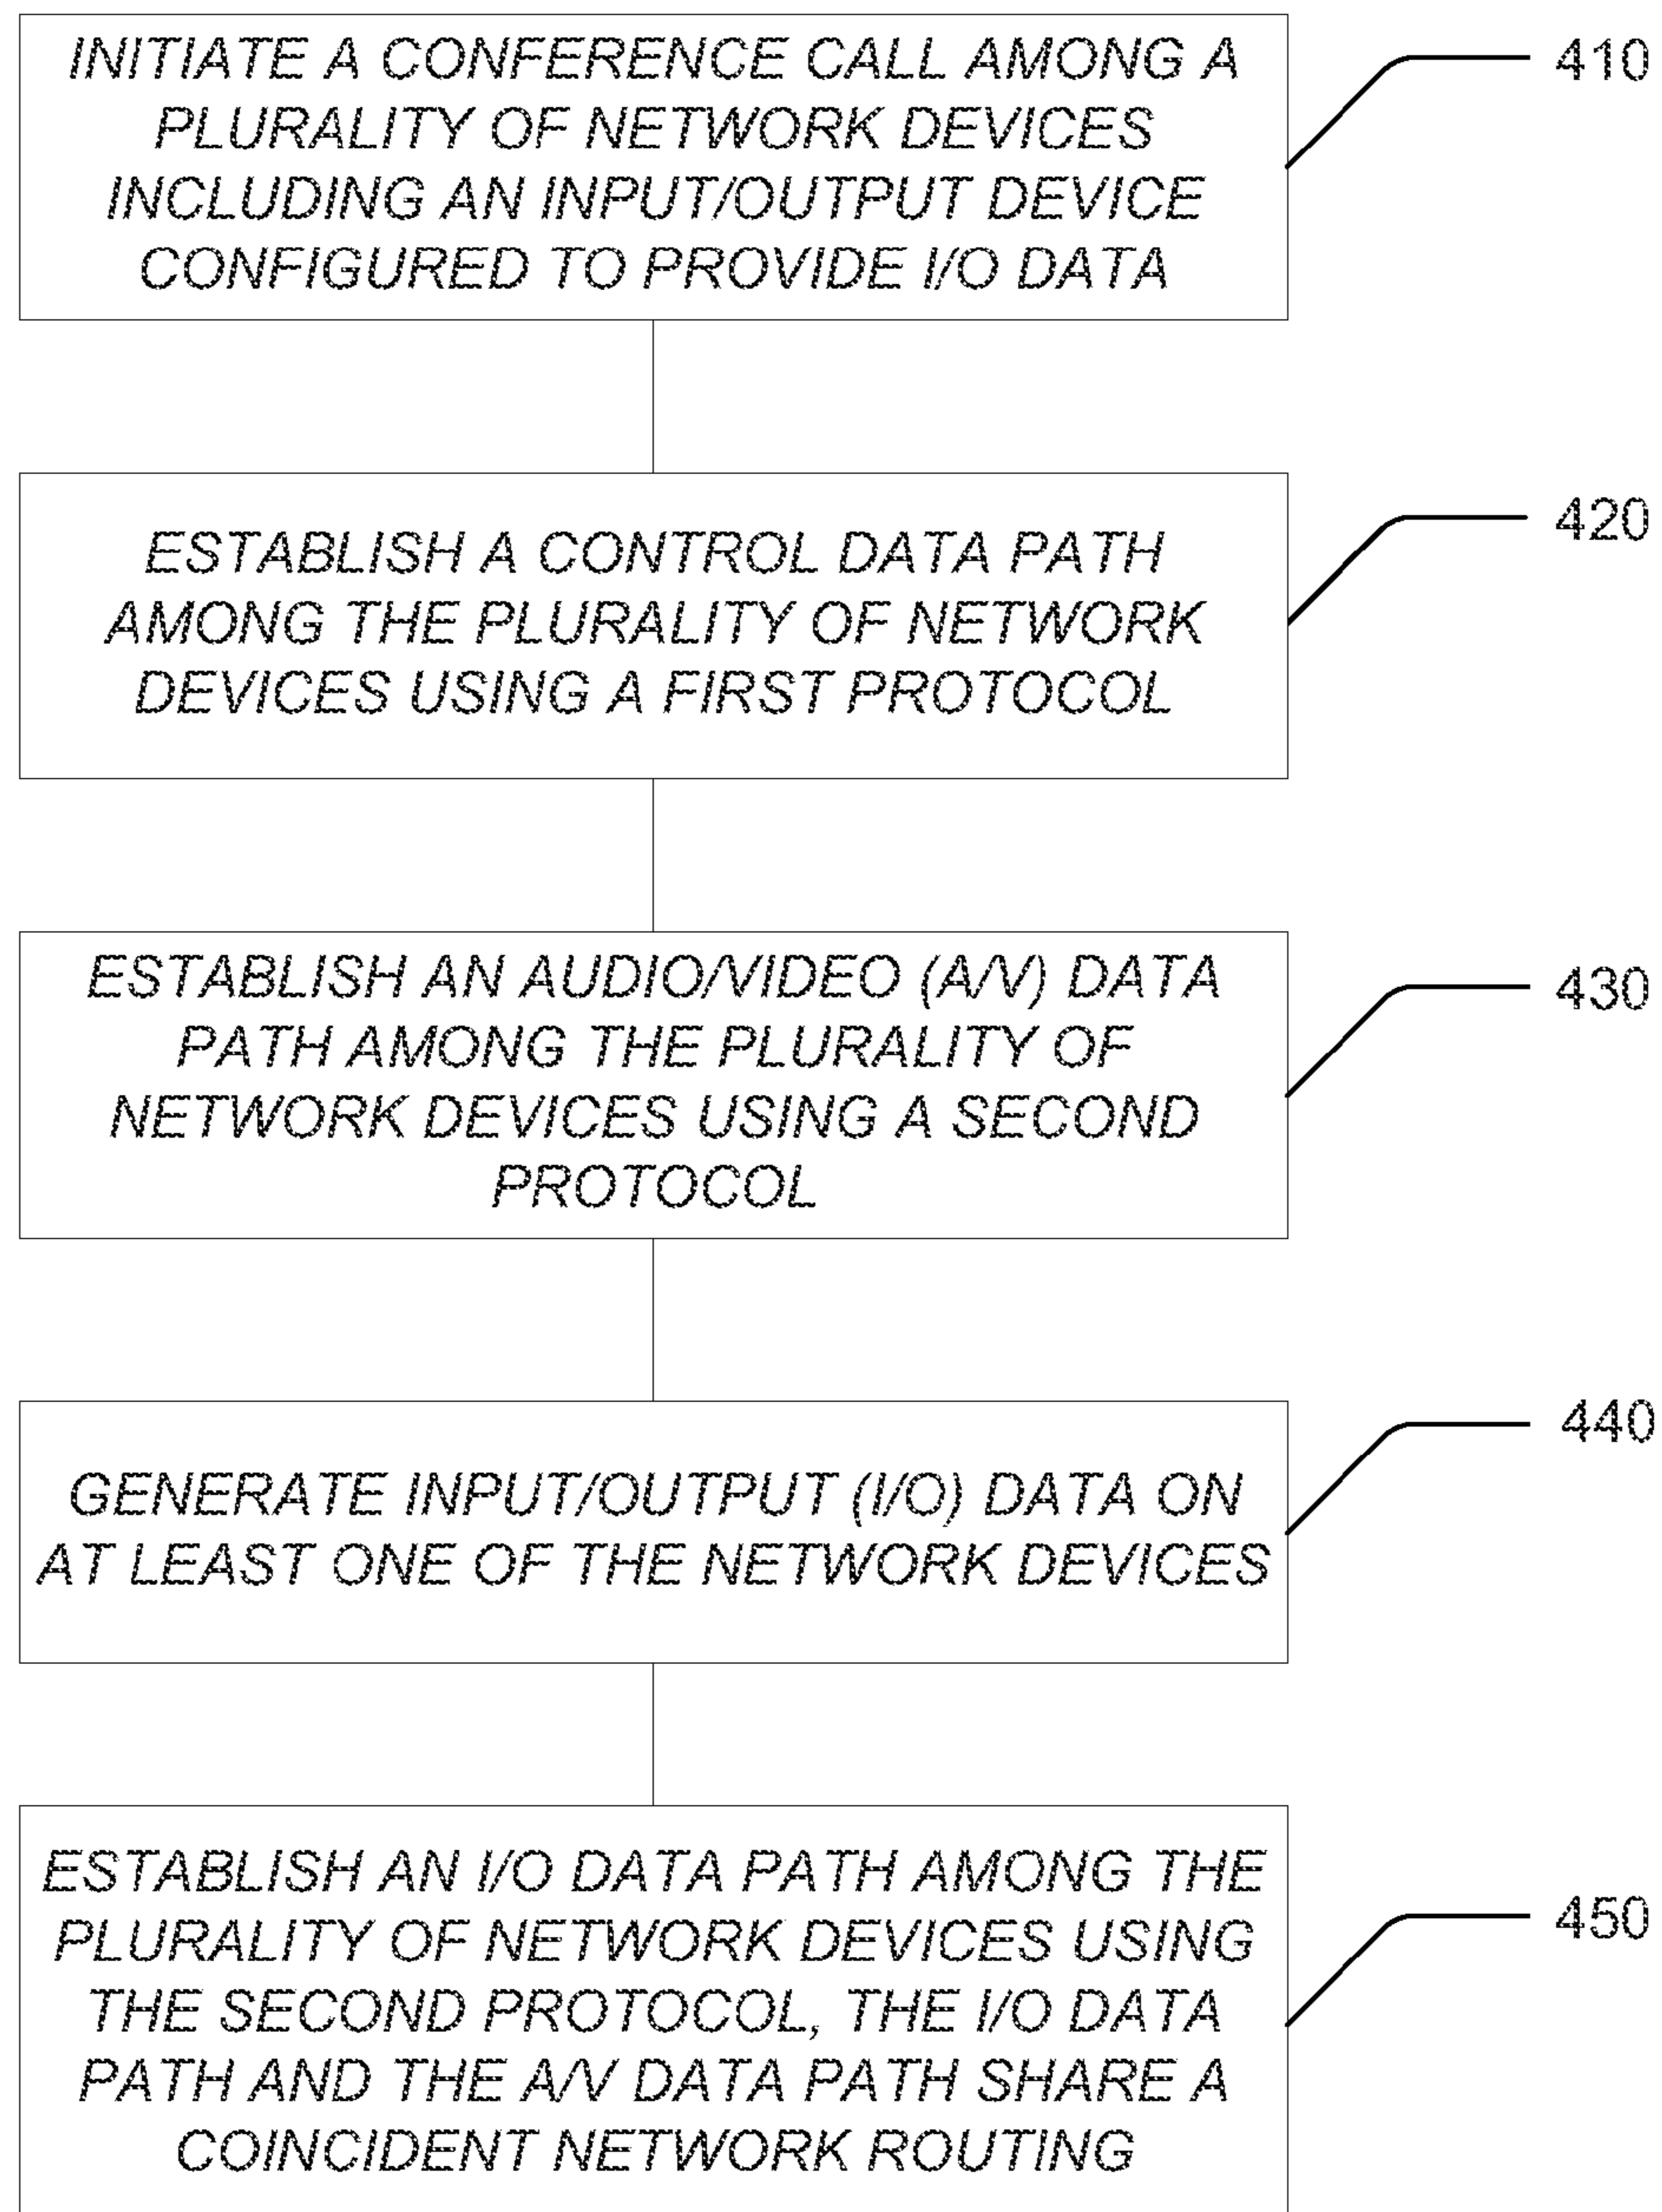 INITIATE A CONFERENCE CALL AMONG A
PLURALITY OF NETWORK DEVICES
INCLUDING AN INPUT/OUTPUT DEVICE
CONFIGURED TO PROVIDE I/O DATA
410
ESTABLISH A CONTROL DATA PATH
AMONG THE PLURALITY OF NETWORK
DEVICES USING A FIRST PROTOCOL
420
ESTABLISH AN AUDIO/VIDEO (A/V) DATA
PATH AMONG THE PLURALITY OF
NETWORK DEVICES USING A SECOND
PROTOCOL
430
GENERATE INPUT/OUTPUT (I/O) DATA ON
AT LEAST ONE OF THE NETWORK DEVICES
440
ESTABLISH AN I/O DATA PATH AMONG THE
PLURALITY OF NETWORK DEVICES USING
THE SECOND PROTOCOL, THE I/O DATA
PATH AND THE A/V DATA PATH SHARE A
COINCIDENT NETWORK ROUTING
450